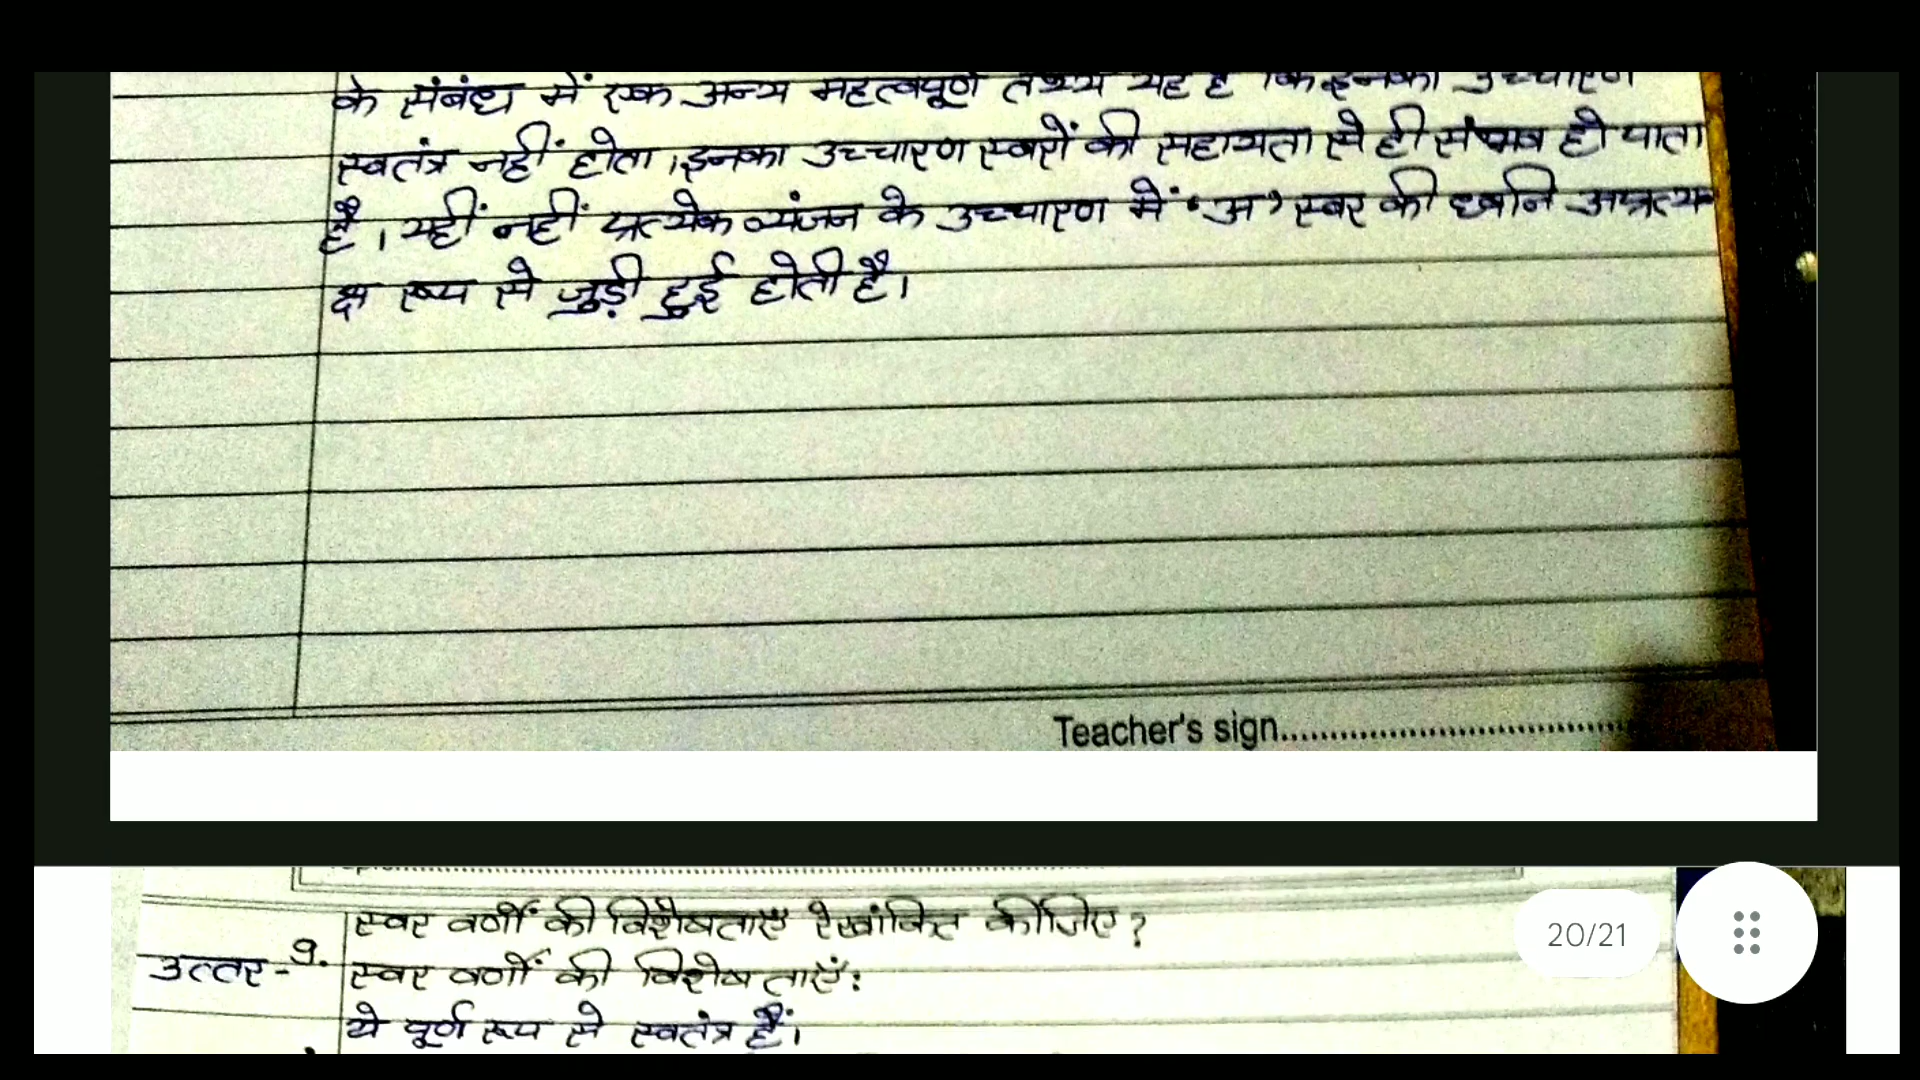 के संबंध में एक अन्य महत्वपूर्ण तथ्य यह है कि इनका उच्चारण
स्वतंत्र नहीं होता। इनका उच्चारण स्वरों की सहायता से ही संभव हो पाता
है। यहीं नहीं प्रत्येक व्यंजन के उच्चारण में 'अ' स्वर की ध्वनि अप्रत्य
क्ष रूप से जुड़ी हुई होती है।
Teacher's sign
स्वर वर्णों की विशेषताएँ रेखांकित कीजिए?
उत्तर-9. स्वर वर्णों की विशेषताएँ:
20/21
ये पूर्ण रूप से स्वतंत्र हैं।